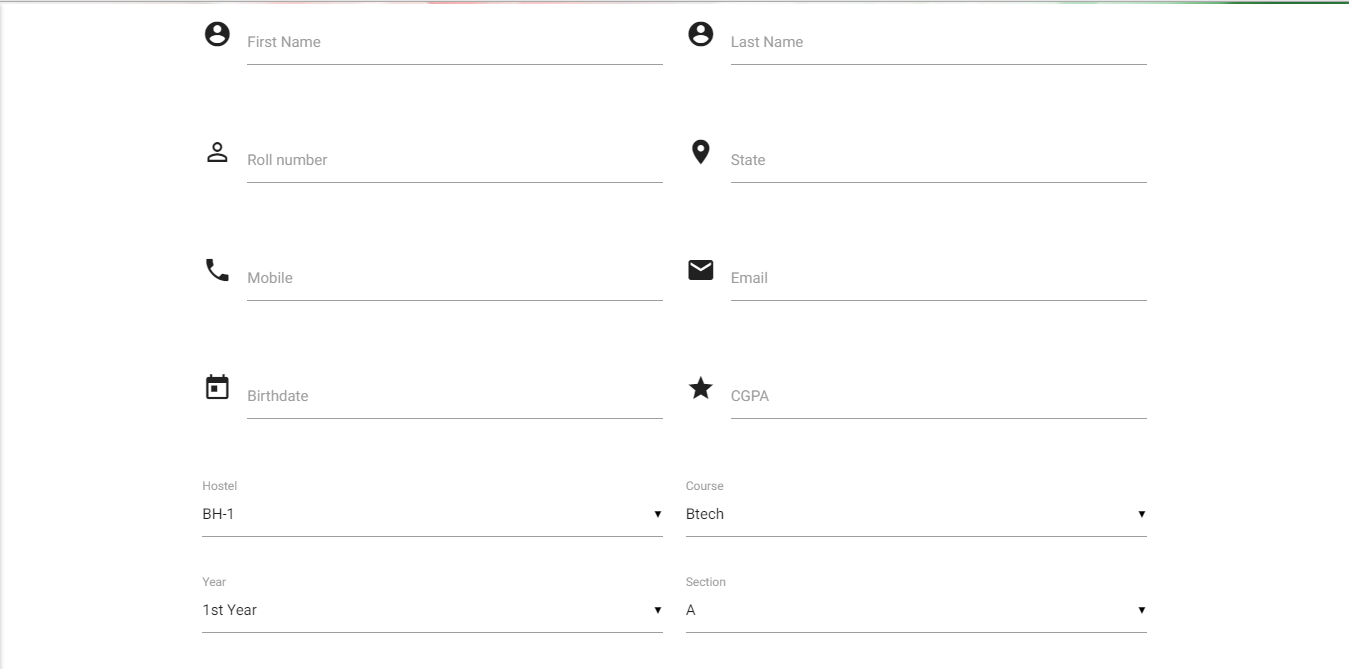 First Name
Last Name
Roll number
State
Mobile
Email
Birthdate
CGPA
Hostel
Course
BH-1
Btech
Year
Section
1st Year
A